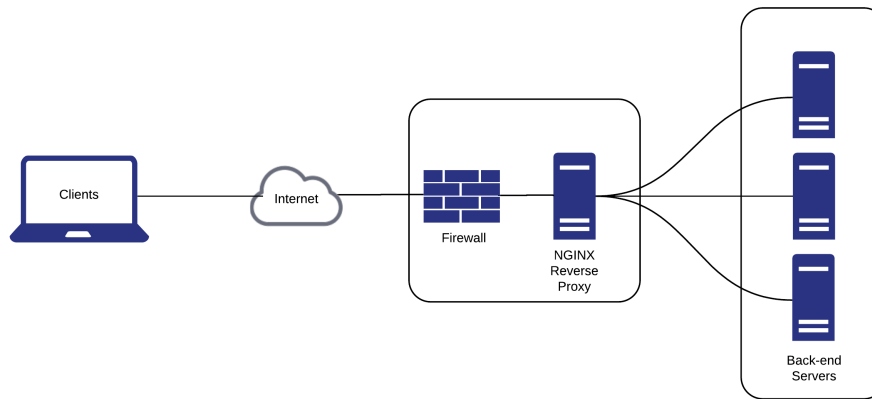 Clients
Internet
Firewall
NGINX
Reverse
Proxy
Back-end
Servers